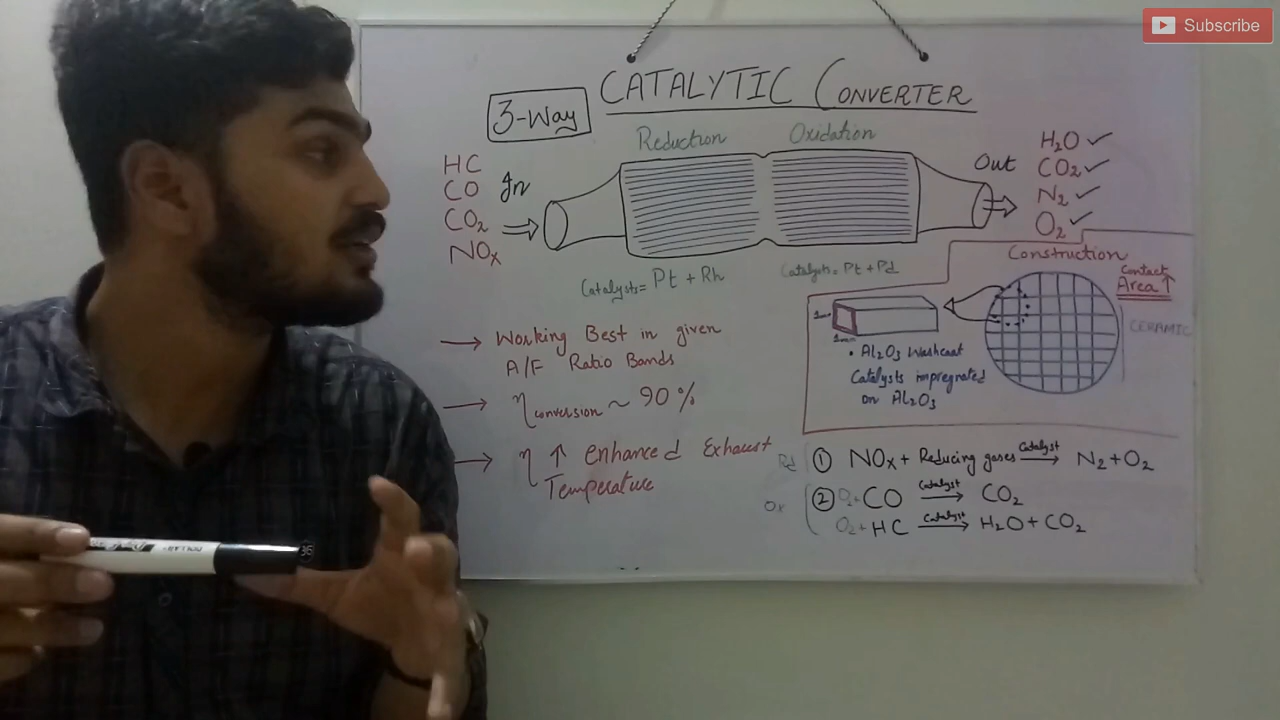 Subscribe
3-Way
CATALYTIC CONVERTER
Reduction
Oxidation
HC
CO
CO₂
NOx
In
Out
H₂O ✓
CO₂ ✓
N₂ ✓
O₂ ✓
Catalysts = Pt + Rh
Catalysts = Pt + Pd
Construction
Contact
Area ↑
CERAMIC
• Al₂O₃ Washcoat
Catalysts impregnated
on Al₂O₃
→ Working Best in given
A/F Ratio Bands
→ η conversion ~ 90 %
→ η ↑ enhanced Exhaust
Temperature
Rd ① NOx + Reducing gases Catalyst → N₂ + O₂
Ox ② O₂ + CO Catalyst → CO₂
O₂ + HC Catalyst → H₂O + CO₂